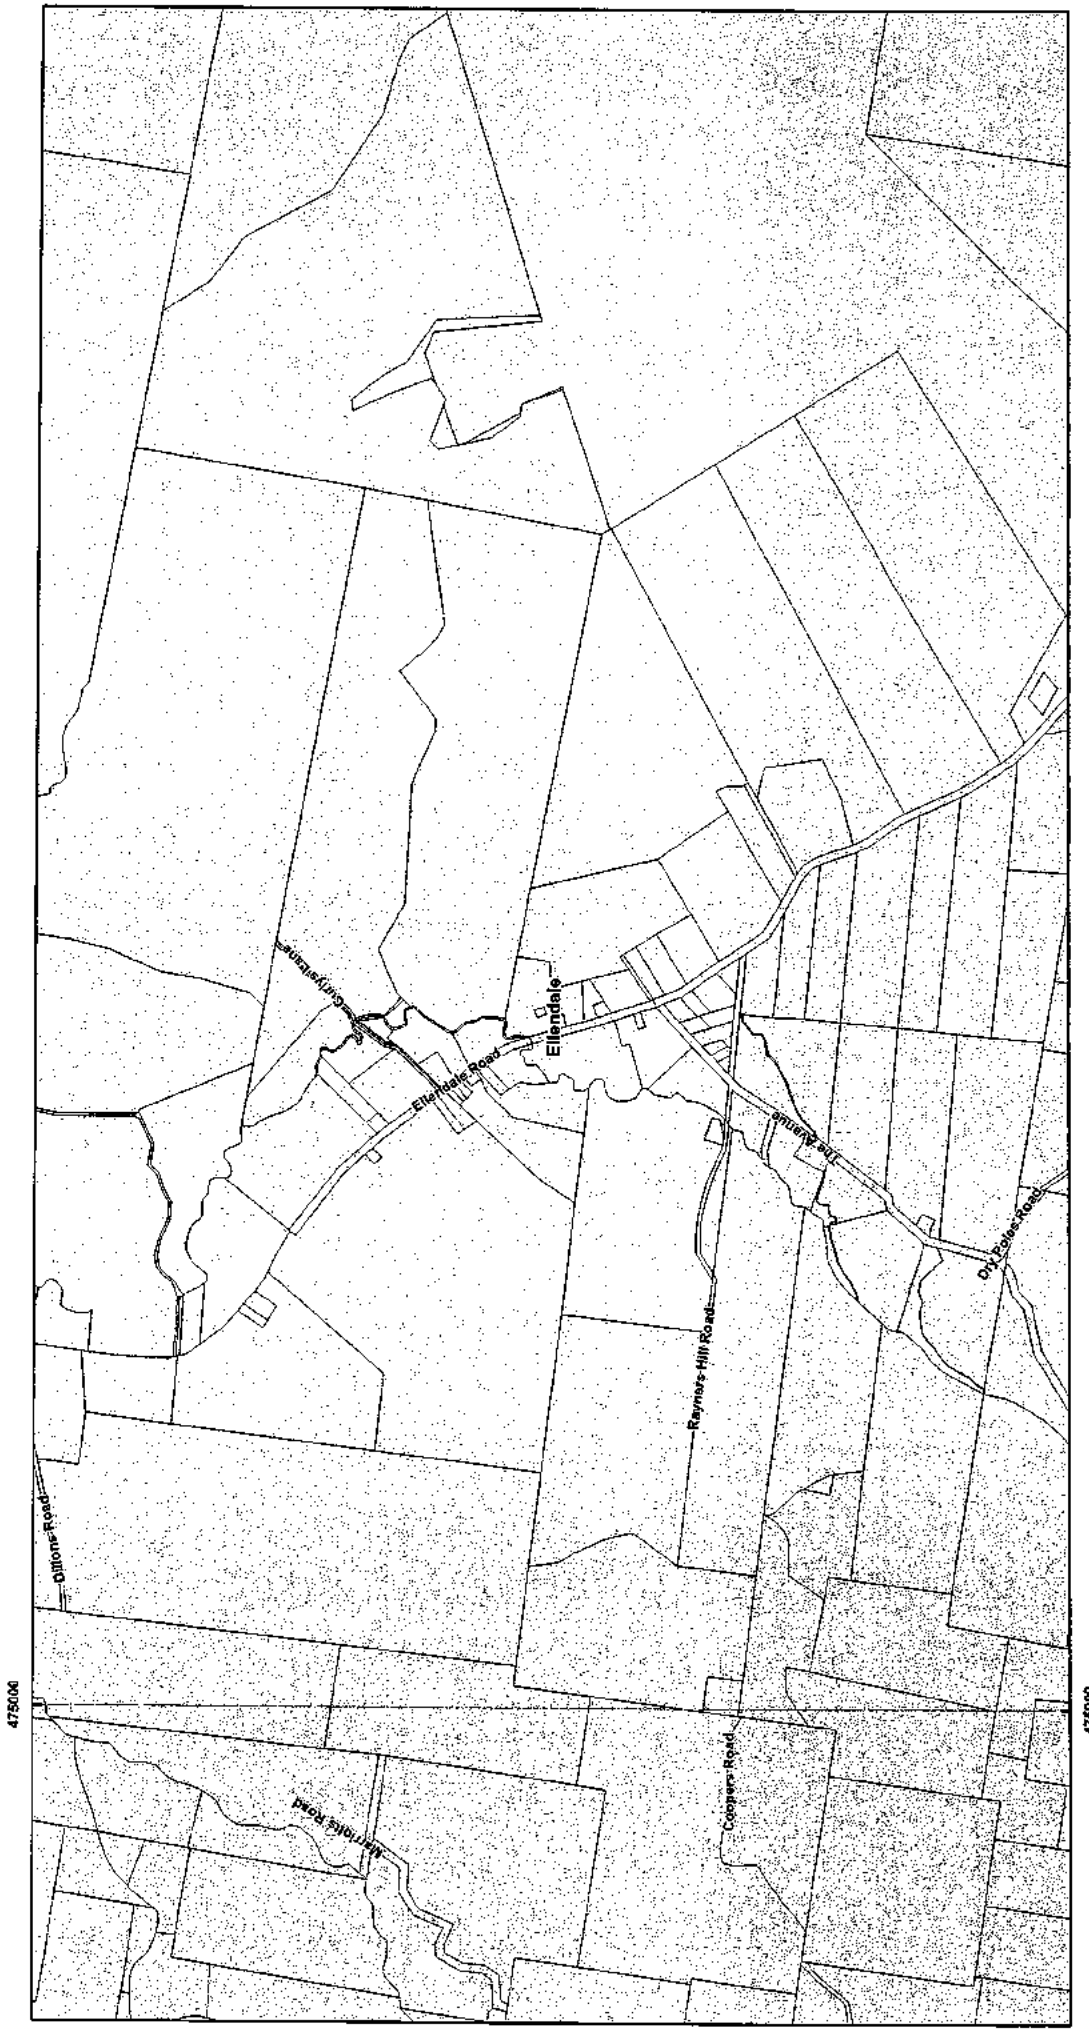 Curlys Lane
Ellendale
Ellendale Road
The Avenue
Dry Poles Road
Rayners Hill Road
Dillons Road
475000
Coopers Road
Marriotts Road